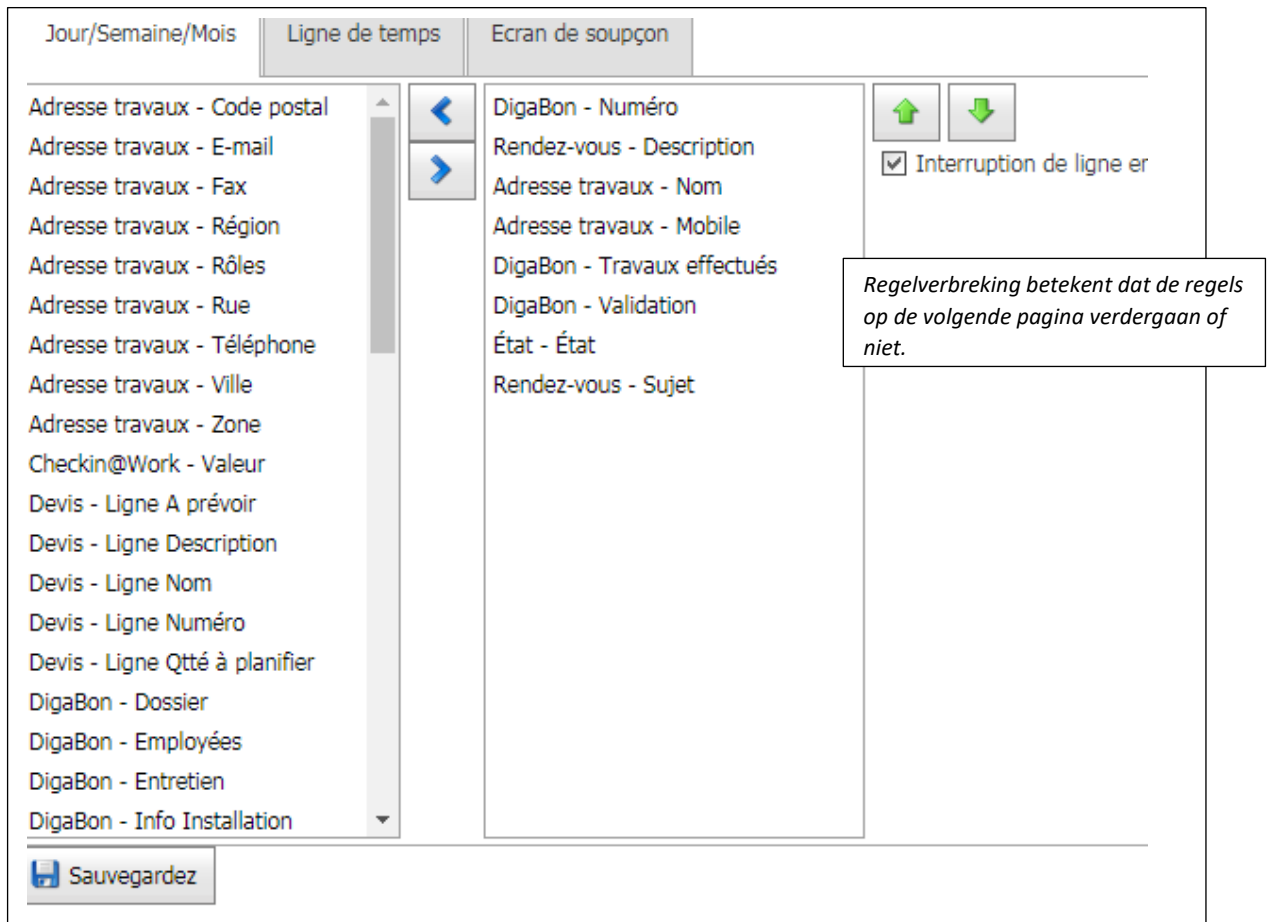 Jour/Semaine/Mois
Ligne de temps
Ecran de soupçon
Adresse travaux - Code postal
Adresse travaux - E-mail
Adresse travaux - Fax
Adresse travaux - Région
Adresse travaux - Rôles
Adresse travaux - Rue
Adresse travaux - Téléphone
Adresse travaux - Ville
Adresse travaux - Zone
Checkin@Work - Valeur
Devis - Ligne A prévoir
Devis - Ligne Description
Devis - Ligne Nom
Devis - Ligne Numéro
Devis - Ligne Qtté à planifier
DigaBon - Dossier
DigaBon - Employées
DigaBon - Entretien
DigaBon - Info Installation
DigaBon - Numéro
Rendez-vous - Description
Adresse travaux - Nom
Adresse travaux - Mobile
DigaBon - Travaux effectués
DigaBon - Validation
État - État
Rendez-vous - Sujet
Interruption de ligne er
Regelverbreking betekent dat de regels
op de volgende pagina verdergaan of
niet.
Sauvegardez